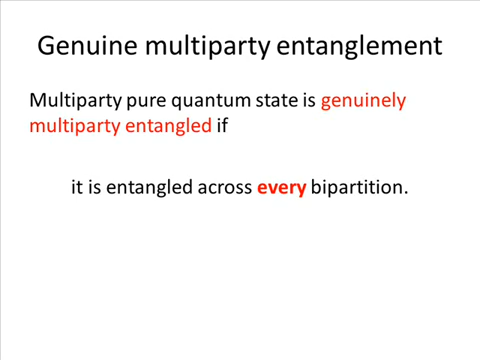 Genuine multiparty entanglement
Multiparty pure quantum state is genuinely
multiparty entangled if
it is entangled across every bipartition.